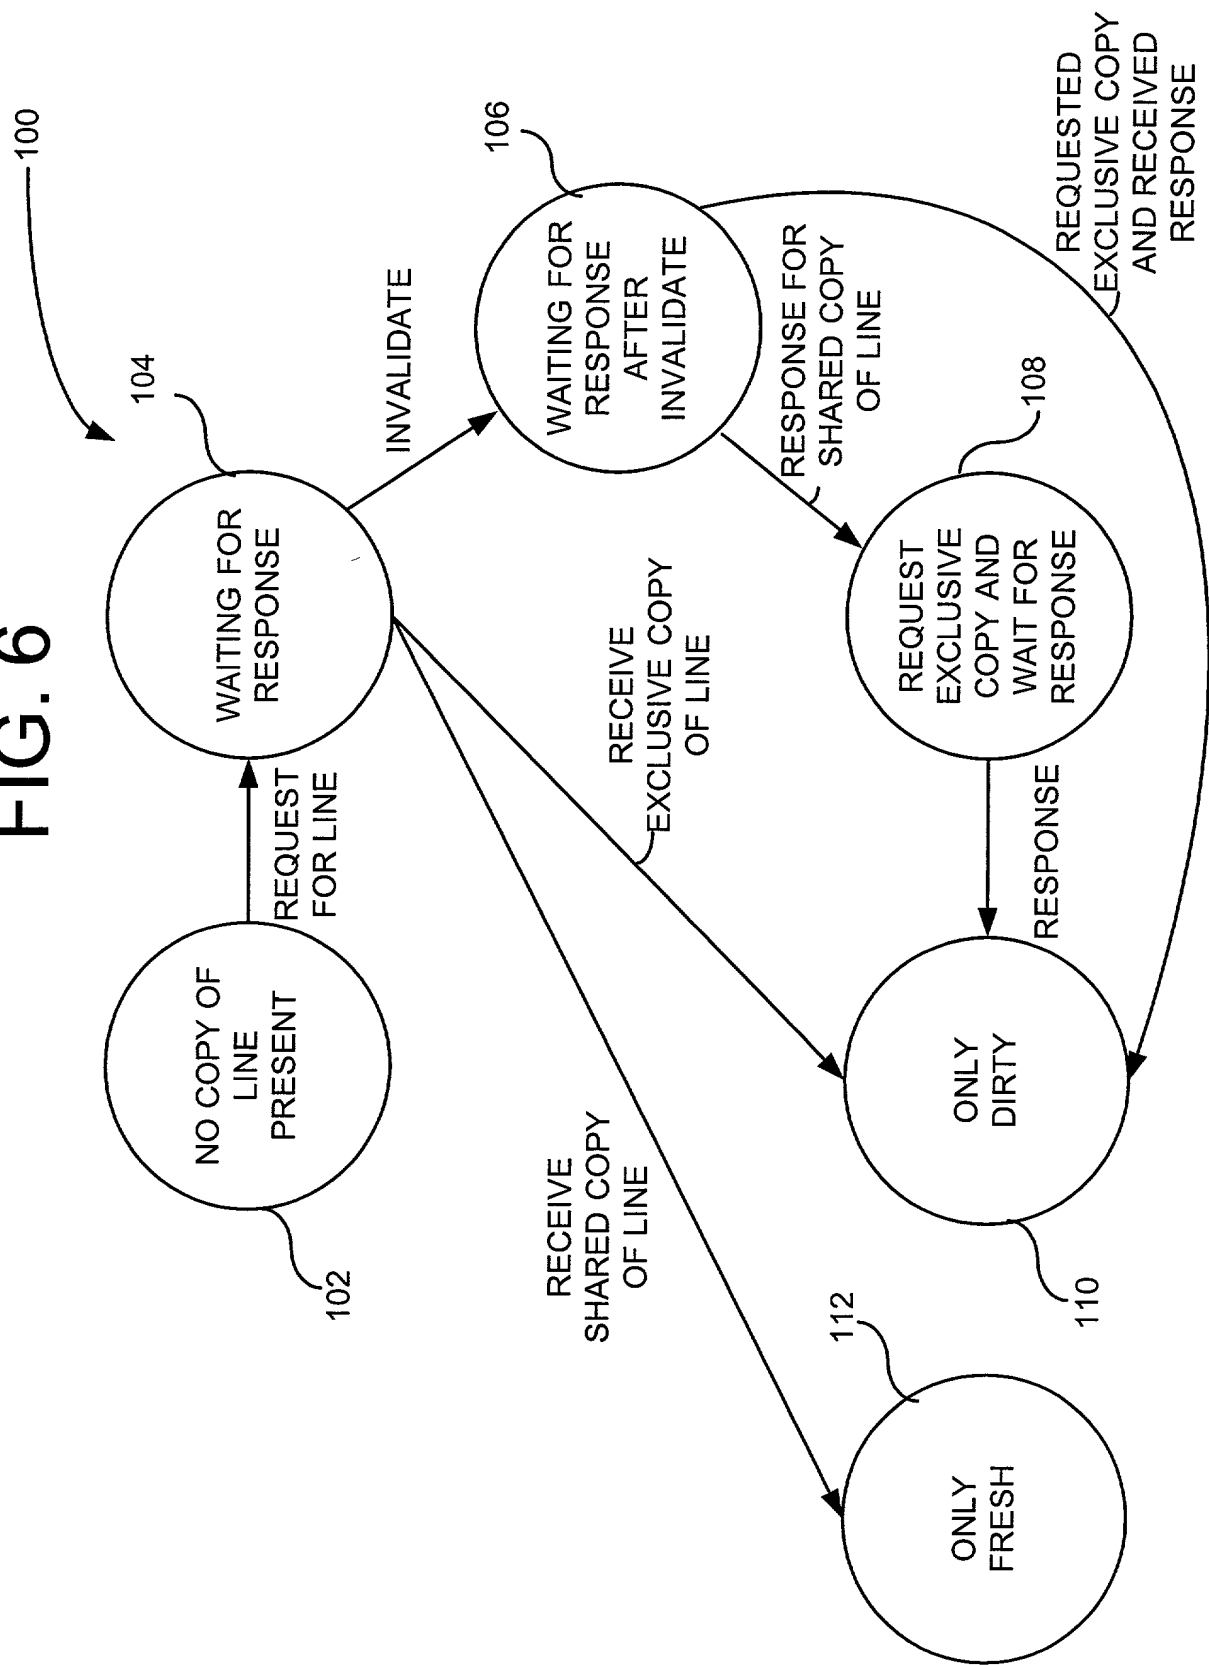 FIG. 6
100
102
NO COPY OF
LINE
PRESENT
REQUEST
FOR LINE
104
WAITING FOR
RESPONSE
INVALIDATE
106
WAITING FOR
RESPONSE
AFTER
INVALIDATE
RECEIVE
SHARED COPY
OF LINE
RECEIVE
EXCLUSIVE COPY
OF LINE
RESPONSE FOR
SHARED COPY
OF LINE
112
ONLY
FRESH
110
ONLY
DIRTY
RESPONSE
108
REQUEST
EXCLUSIVE
COPY AND
WAIT FOR
RESPONSE
REQUESTED
EXCLUSIVE COPY
AND RECEIVED
RESPONSE